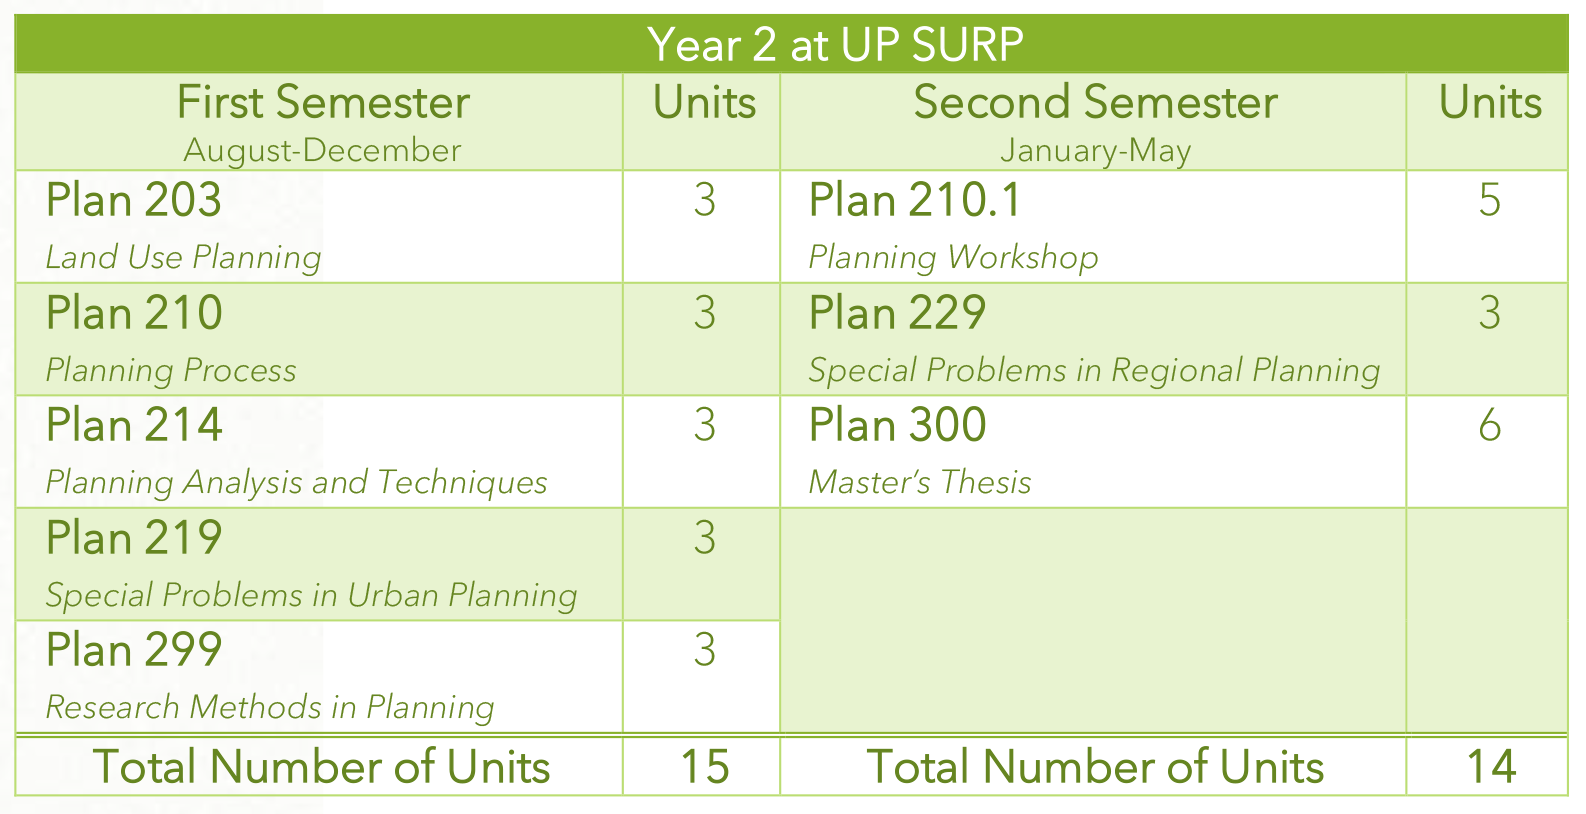 Year 2 at UP SURP
First Semester Units Second Semester Units
August-December January-May
Plan 203 3 Plan 210.1 5
Land Use Planning Planning Workshop
Plan 210 3 Plan 229 3
Planning Process Special Problems in Regional Planning
Plan 214 3 Plan 300 6
Planning Analysis and Techniques Master’s Thesis
Plan 219 3
Special Problems in Urban Planning
Plan 299 3
Research Methods in Planning
Total Number of Units 15 Total Number of Units 14